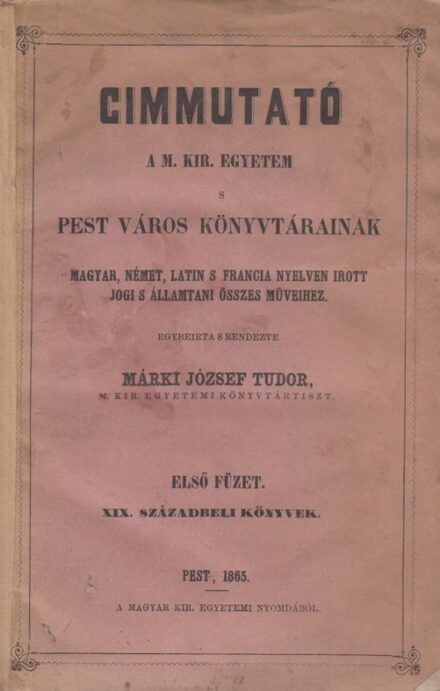 CIMMUTATÓ
A M. KIR. EGYETEM
S
PEST VÁROS KÖNYVTÁRAINAK
MAGYAR, NÉMET, LATIN S FRANCIA NYELVEN IROTT
JOGI S ÁLLAMTANI ÖSSZES MŰVEIHEZ.
EGYBEIRTA S RENDEZTE
MÁRKI JÓZSEF TUDOR,
M. KIR. EGYETEMI KÖNYVTÁRTISZT.
ELSŐ FÜZET.
XIX. SZÁZADBELI KÖNYVEK.
PEST, 1865.
A MAGYAR KIR. EGYETEMI NYOMDÁBÓL.